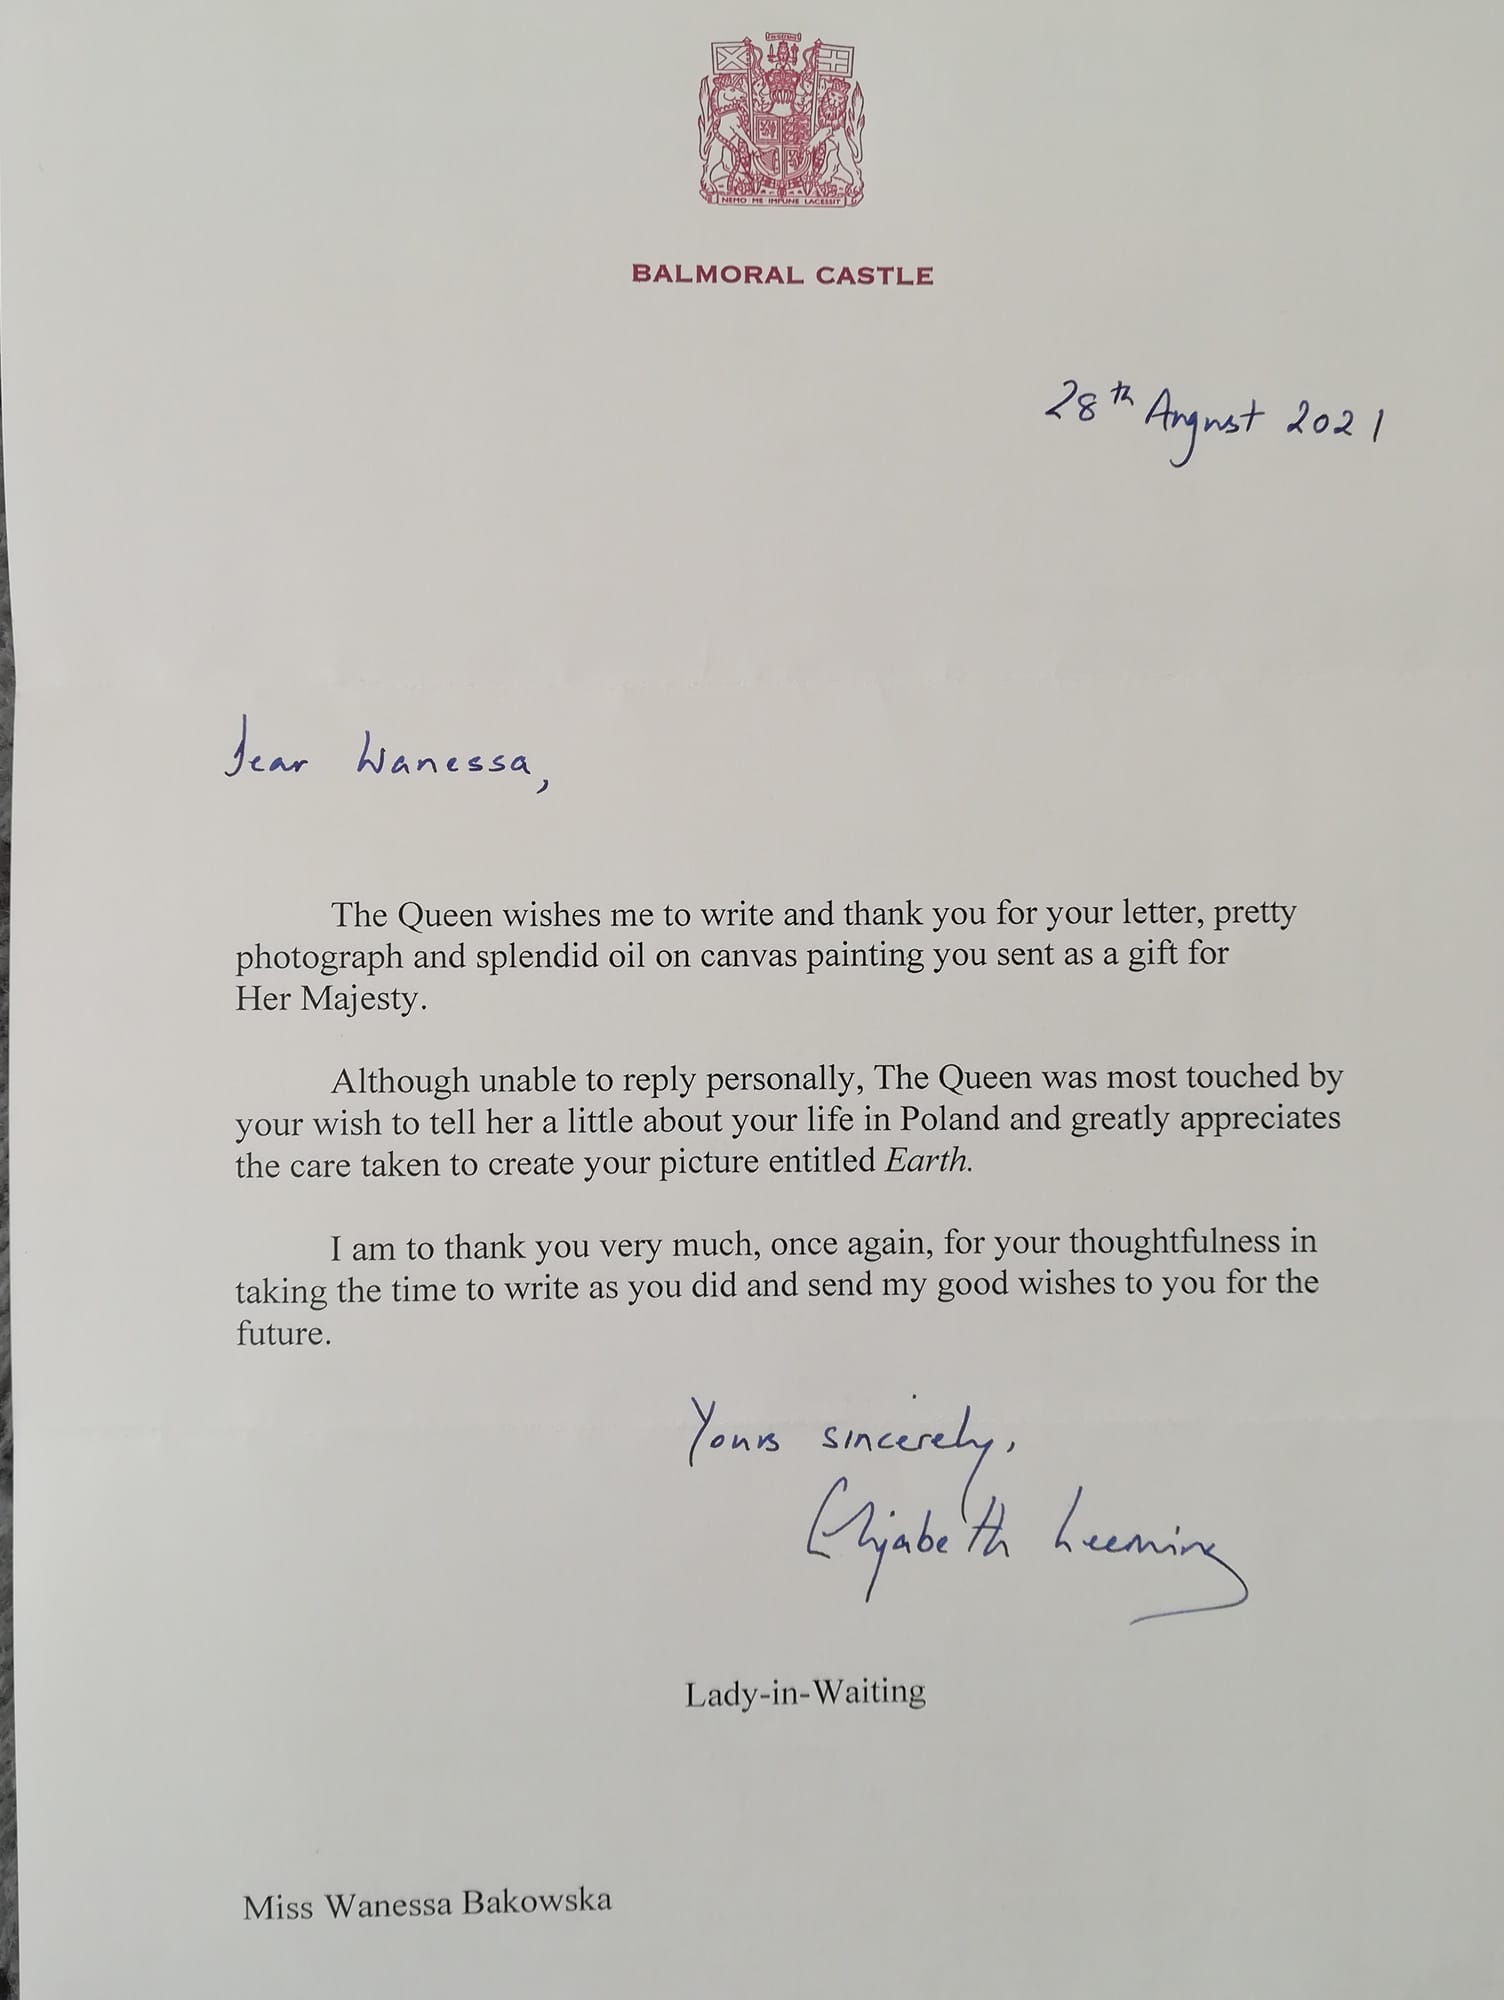 NEMO ME IMPUNE LACESSIT
BALMORAL CASTLE
28th August 2021
Dear Wanessa,
The Queen wishes me to write and thank you for your letter, pretty
photograph and splendid oil on canvas painting you sent as a gift for
Her Majesty.
Although unable to reply personally, The Queen was most touched by
your wish to tell her a little about your life in Poland and greatly appreciates
the care taken to create your picture entitled Earth.
I am to thank you very much, once again, for your thoughtfulness in
taking the time to write as you did and send my good wishes to you for the
future.
Yours sincerely,
Elizabeth Leeming
Lady-in-Waiting
Miss Wanessa Bakowska